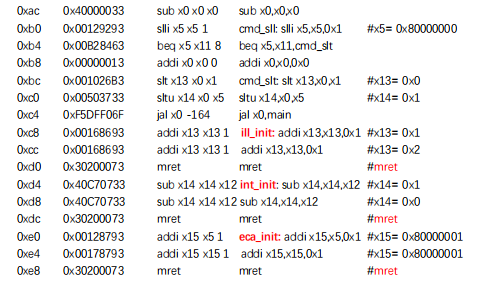 0xac 0x40000033 sub x0 x0 x0 sub x0,x0,x0
0xb0 0x00129293 slli x5 x5 1 cmd_sll: slli x5,x5,0x1 #x5= 0x80000000
0xb4 0x00B28463 beq x5 x11 8 beq x5,x11,cmd_slt
0xb8 0x00000013 addi x0 x0 0 addi x0,x0,0x0
0xbc 0x001026B3 slt x13 x0 x1 cmd_slt: slt x13,x0,x1 #x13= 0x0
0xc0 0x00503733 sltu x14 x0 x5 sltu x14,x0,x5 #x14= 0x1
0xc4 0xF5DFF06F jal x0 -164 jal x0,main
0xc8 0x00168693 addi x13 x13 1 ill_init: addi x13,x13,0x1 #x13= 0x1
0xcc 0x00168693 addi x13 x13 1 addi x13,x13,0x1 #x13= 0x2
0xd0 0x30200073 mret mret #mret
0xd4 0x40C70733 sub x14 x14 x12 int_init: sub x14,x14,x12 #x14= 0x1
0xd8 0x40C70733 sub x14 x14 x12 sub x14,x14,x12 #x14= 0x0
0xdc 0x30200073 mret mret #mret
0xe0 0x00128793 addi x15 x5 1 eca_init: addi x15,x5,0x1 #x15= 0x80000001
0xe4 0x00178793 addi x15 x15 1 addi x15,x15,0x1 #x15= 0x80000001
0xe8 0x30200073 mret mret #mret